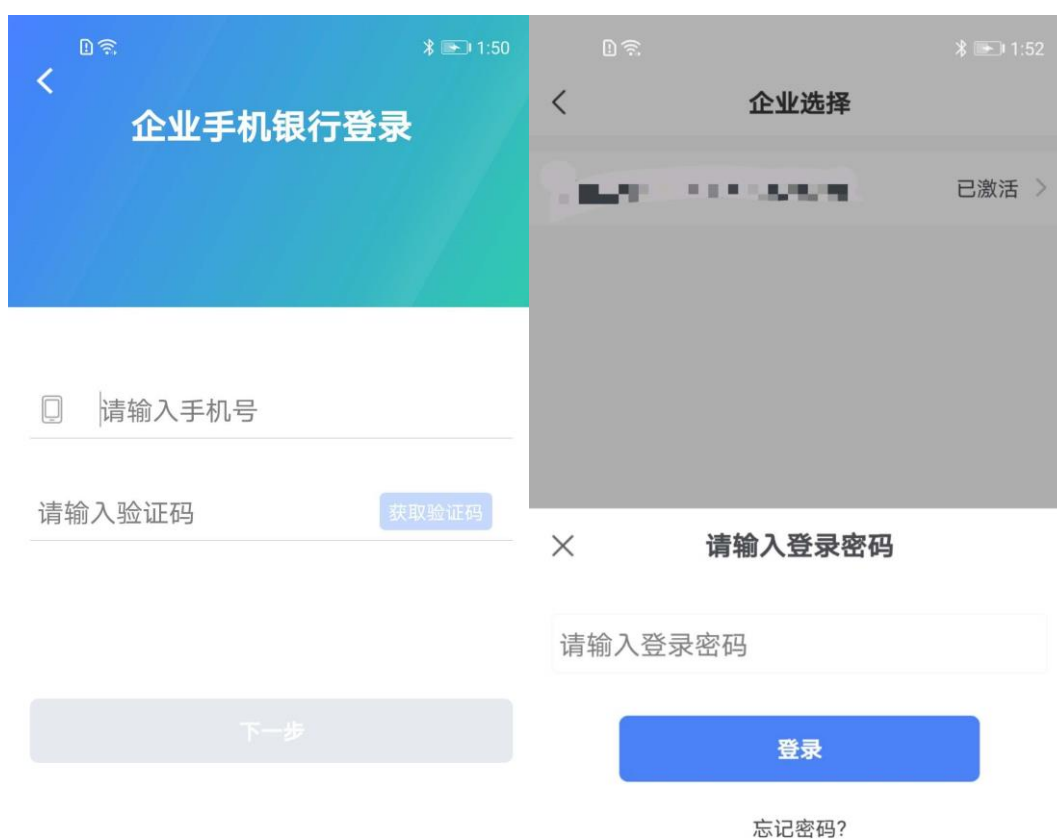 1:50
企业手机银行登录
请输入手机号
请输入验证码
获取验证码
下一步
1:52
企业选择
已激活
请输入登录密码
请输入登录密码
登录
忘记密码?